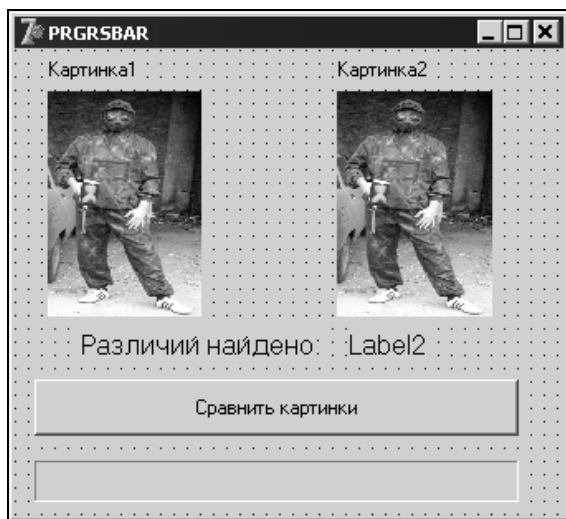 PRGRSBAR
Картинка1 Картинка2
Различий найдено: Label2
Сравнить картинки